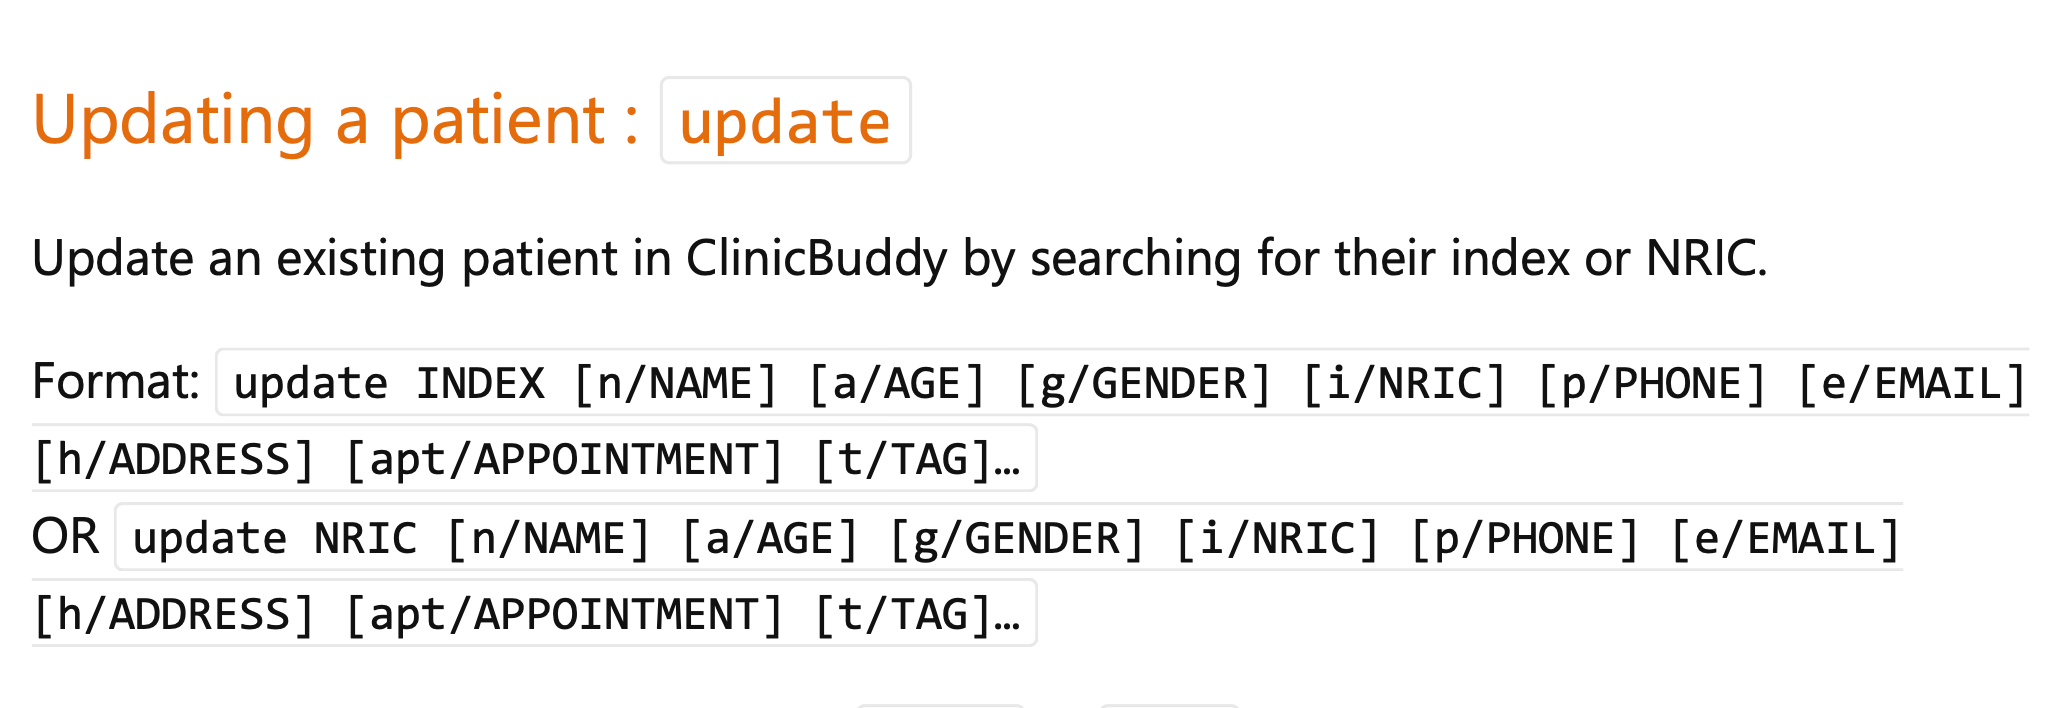 Updating a patient : update
Update an existing patient in ClinicBuddy by searching for their index or NRIC.
Format: update INDEX [n/NAME] [a/AGE] [g/GENDER] [i/NRIC] [p/PHONE] [e/EMAIL]
[h/ADDRESS] [apt/APPOINTMENT] [t/TAG]…
OR update NRIC [n/NAME] [a/AGE] [g/GENDER] [i/NRIC] [p/PHONE] [e/EMAIL]
[h/ADDRESS] [apt/APPOINTMENT] [t/TAG]…